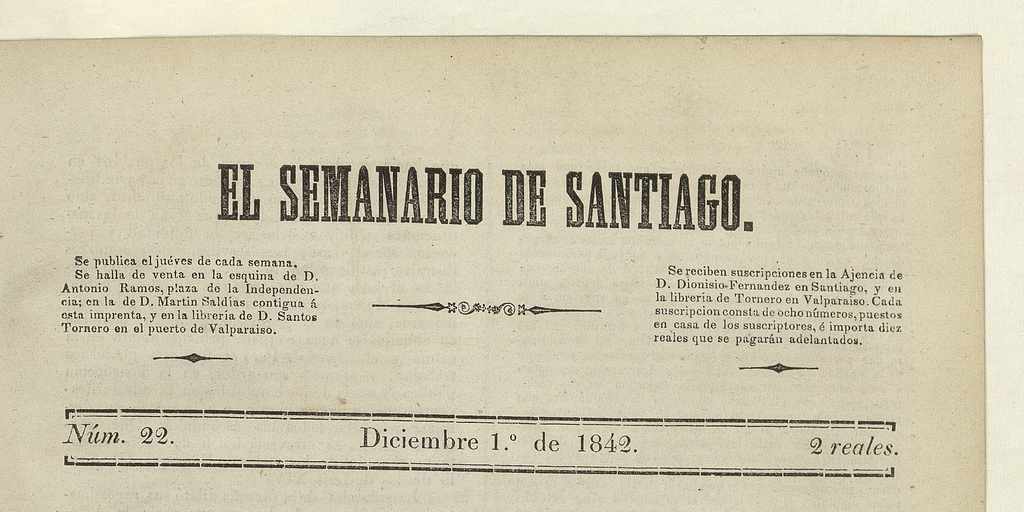 EL SEMANARIO DE SANTIAGO.
Se publica el juéves de cada semana.
Se halla de venta en la esquina de D.
Antonio Ramos, plaza de la Independen-
cia; en la de D. Martin Saldías contigua á
esta imprenta, y en la librería de D. Santos
Tornero en el puerto de Valparaiso.
Se reciben suscripciones en la Ajencia de
D. Dionisio Fernandez en Santiago, y en
la librería de Tornero en Valparaiso. Cada
suscripcion consta de ocho números, puestos
en casa de los suscriptores, é importa diez
reales que se pagarán adelantados.
Núm. 22.
Diciembre 1.º de 1842.
2 reales.